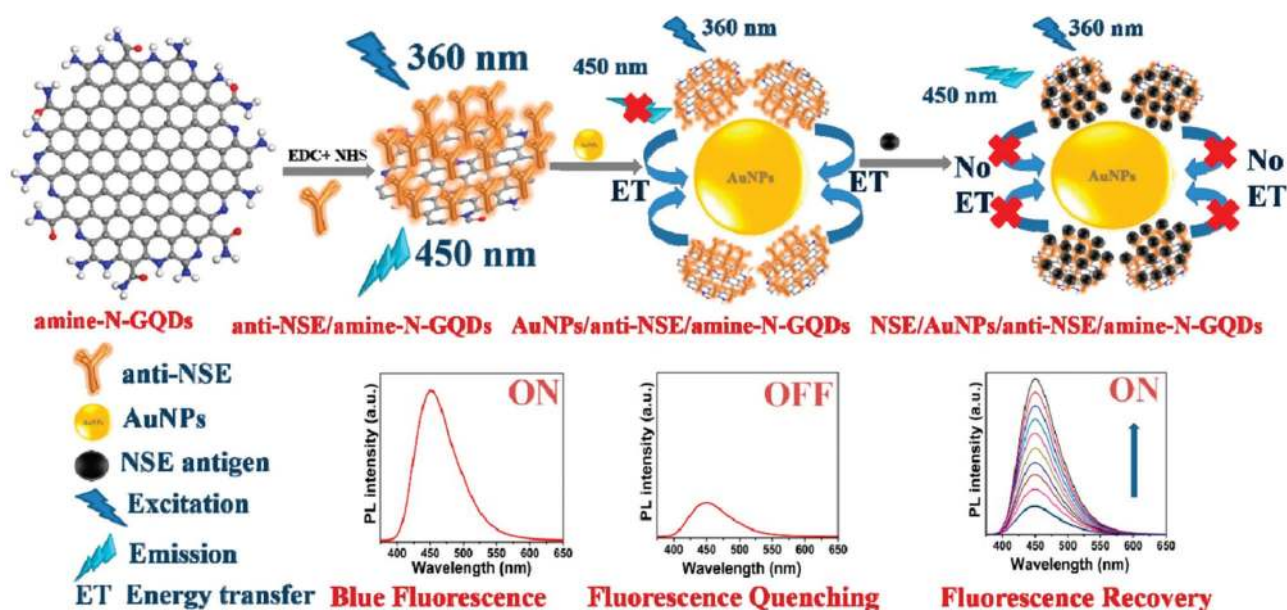 360 nm
450 nm
EDC+ NHS
AuNPs
360 nm
450 nm
AuNPs
ET
ET
360 nm
450 nm
AuNPs
No
ET
No
ET
amine-N-GQDs
anti-NSE/amine-N-GQDs
AuNPs/anti-NSE/amine-N-GQDs
NSE/AuNPs/anti-NSE/amine-N-GQDs
anti-NSE
AuNPs
AuNPs
NSE antigen
Excitation
Emission
ET Energy transfer
ON
PL intensity (a.u.)
400 450 500 550 600 650
Wavelength (nm)
Blue Fluorescence
OFF
PL intensity (a.u.)
400 450 500 550 600 650
Wavelength (nm)
Fluorescence Quenching
ON
PL intensity (a.u.)
400 450 500 550 600 650
Wavelength (nm)
Fluorescence Recovery